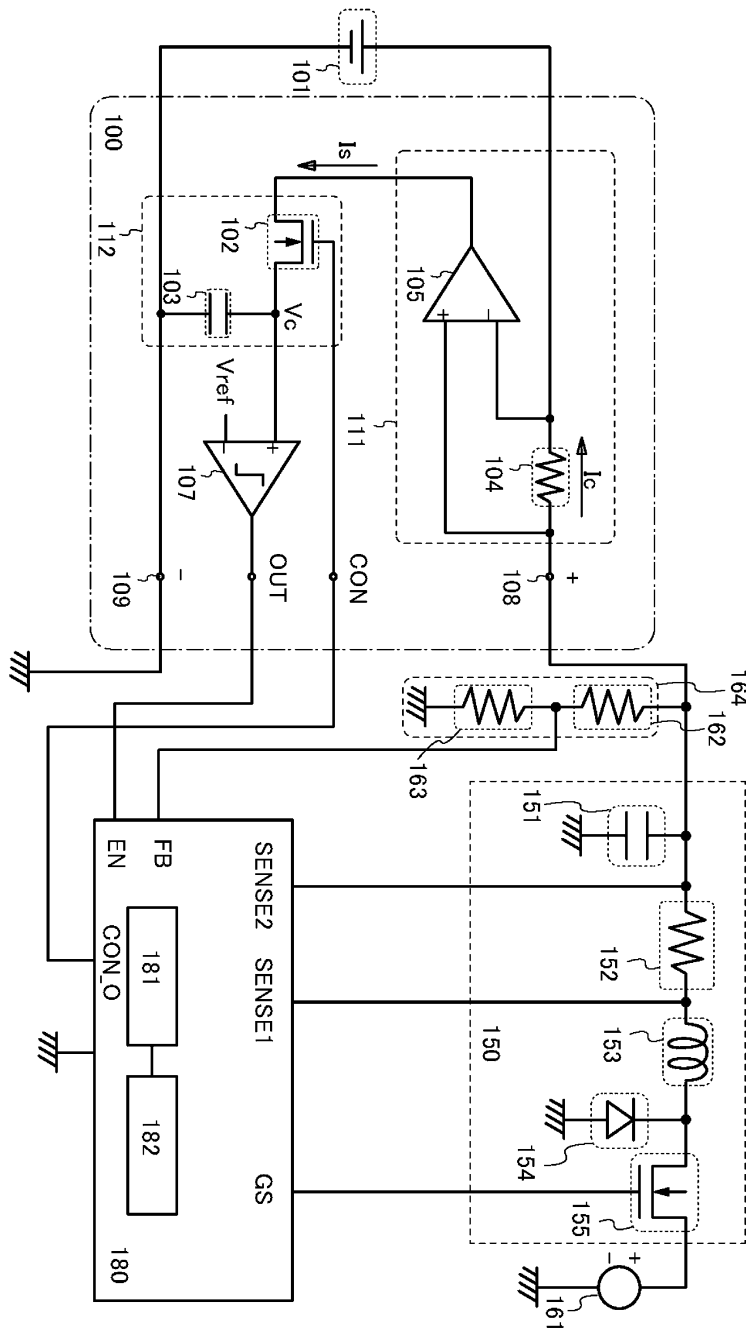 164
162
163
151
152
153
154
155
150
161
+
-
SENSE2
SENSE1
GS
FB
EN
CON_O
181
182
180
+
108
CON
OUT
-
109
111
104
Ic
105
-
+
Is
102
112
103
Vc
Vref
+
-
107
100
101